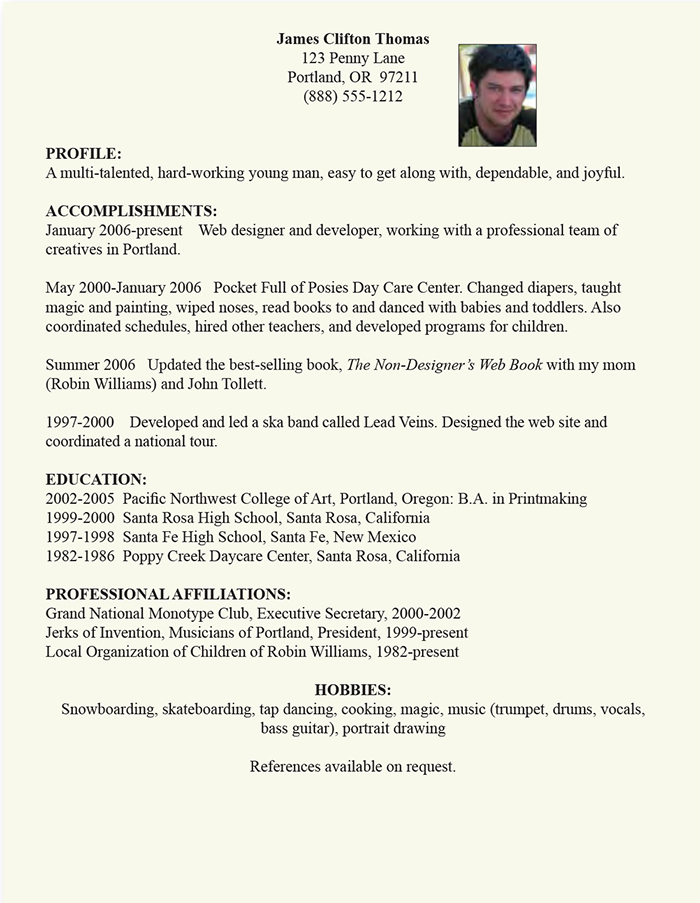 James Clifton Thomas
123 Penny Lane
Portland, OR  97211
(888) 555-1212
PROFILE:
A multi-talented, hard-working young man, easy to get along with, dependable, and joyful.
ACCOMPLISHMENTS:
January 2006-present    Web designer and developer, working with a professional team of
creatives in Portland.
May 2000-January 2006   Pocket Full of Posies Day Care Center. Changed diapers, taught
magic and painting, wiped noses, read books to and danced with babies and toddlers. Also
coordinated schedules, hired other teachers, and developed programs for children.
Summer 2006   Updated the best-selling book, The Non-Designer’s Web Book with my mom
(Robin Williams) and John Tollett.
1997-2000    Developed and led a ska band called Lead Veins. Designed the web site and
coordinated a national tour.
EDUCATION:
2002-2005  Pacific Northwest College of Art, Portland, Oregon: B.A. in Printmaking
1999-2000  Santa Rosa High School, Santa Rosa, California
1997-1998  Santa Fe High School, Santa Fe, New Mexico
1982-1986  Poppy Creek Daycare Center, Santa Rosa, California
PROFESSIONAL AFFILIATIONS:
Grand National Monotype Club, Executive Secretary, 2000-2002
Jerks of Invention, Musicians of Portland, President, 1999-present
Local Organization of Children of Robin Williams, 1982-present
HOBBIES:
Snowboarding, skateboarding, tap dancing, cooking, magic, music (trumpet, drums, vocals,
bass guitar), portrait drawing
References available on request.